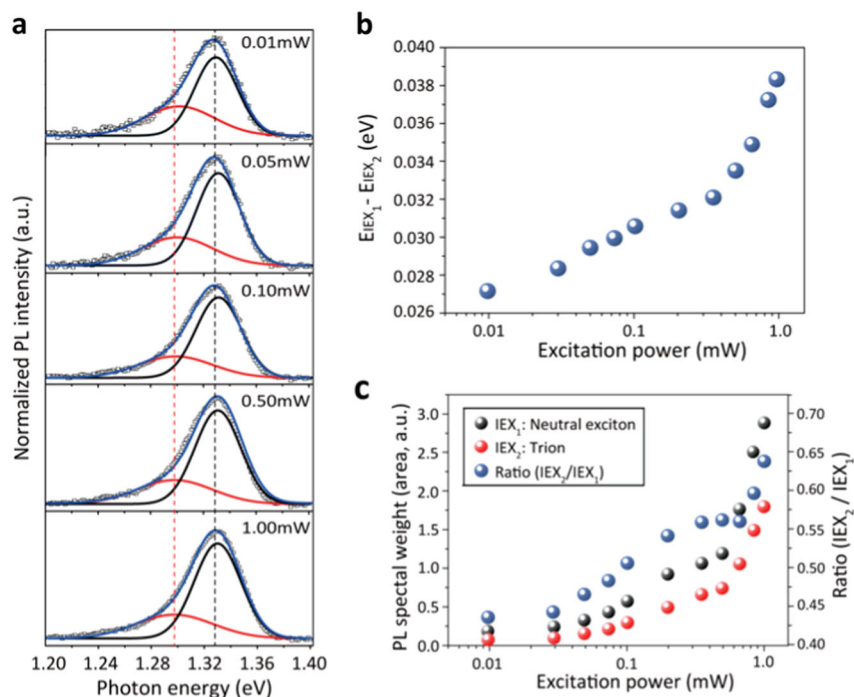 a
0.01mW
0.05mW
0.10mW
0.50mW
1.00mW
Normalized PL intensity (a.u.)
1.20 1.24 1.28 1.32 1.36 1.40
Photon energy (eV)
b
0.040
0.038
0.036
0.034
0.032
0.030
0.028
0.026
EIEX₁- EIEX₂ (eV)
0.01 0.1 1.0
Excitation power (mW)
c
IEX₁: Neutral exciton
IEX₂: Trion
Ratio (IEX₂/IEX₁)
3.0
2.5
2.0
1.5
1.0
0.5
0.0
PL spectal weight (area, a.u.)
0.70
0.65
0.60
0.55
0.50
0.45
0.40
Ratio (IEX₂ / IEX₁)
0.01 0.1 1.0
Excitation power (mW)